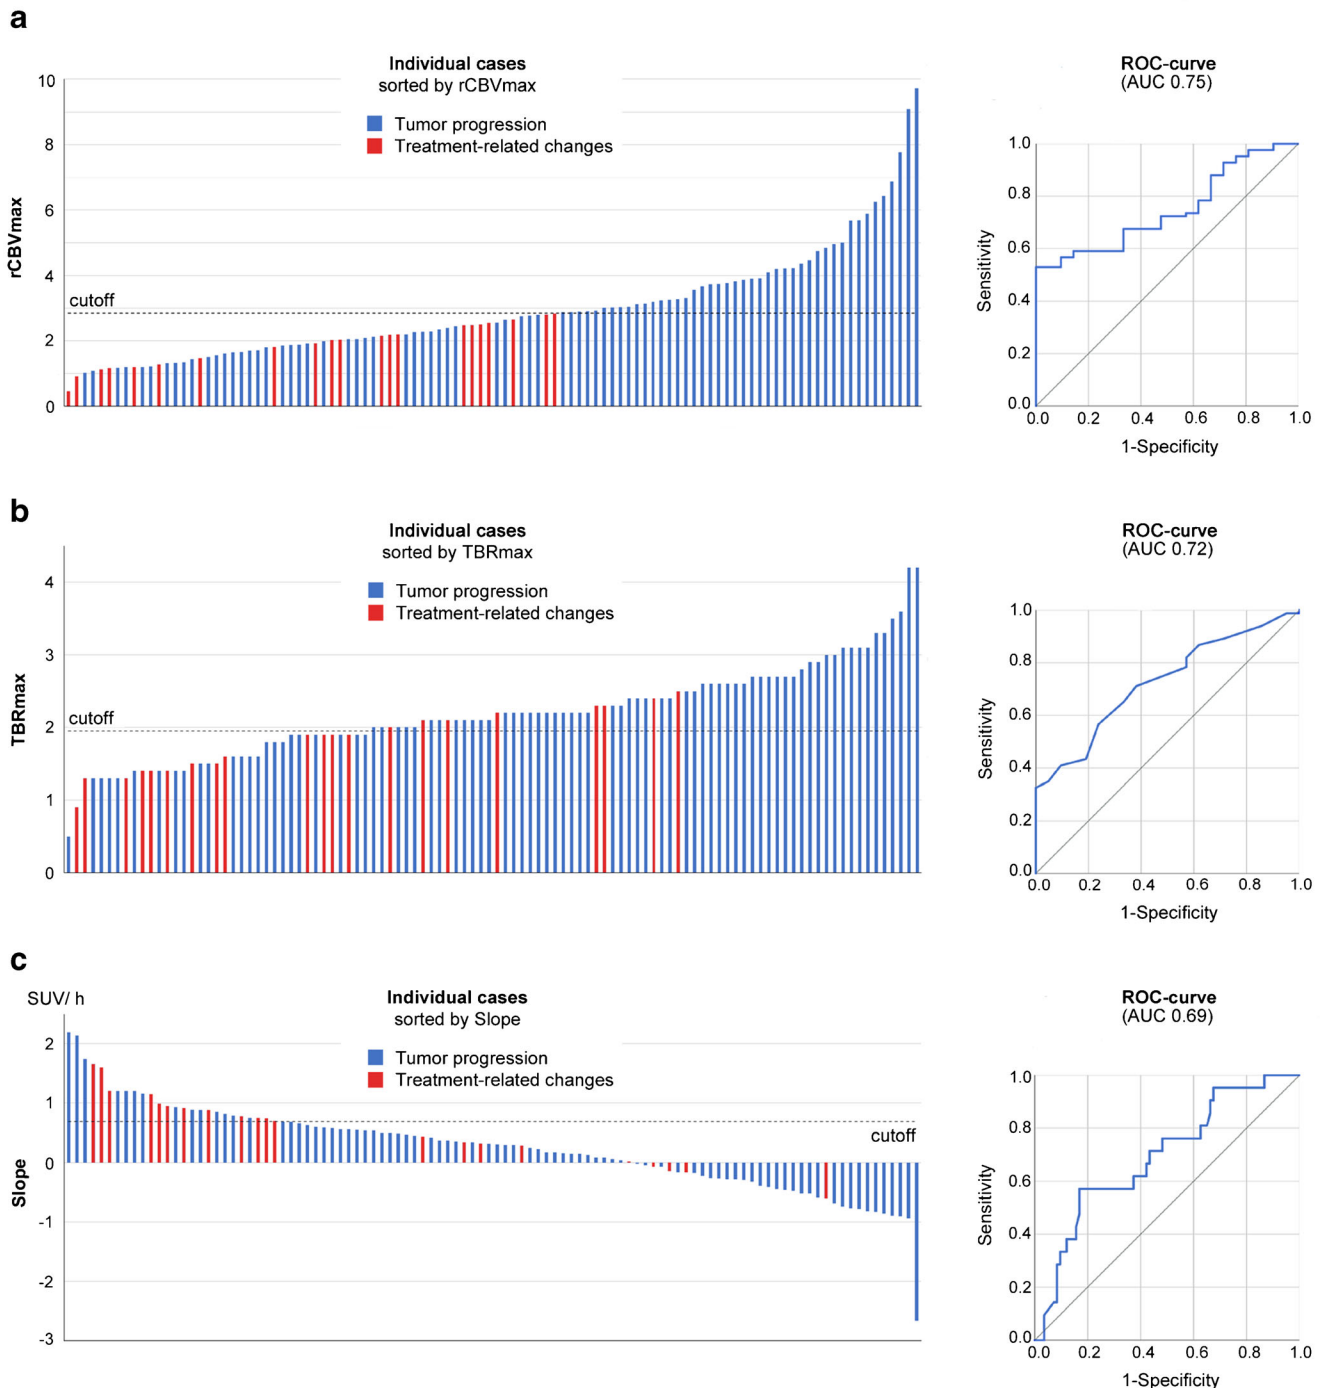 a
Individual cases
sorted by rCBVmax
Tumor progression
Treatment-related changes
rCBVmax
10
8
6
4
2
0
cutoff
ROC-curve
(AUC 0.75)
Sensitivity
1.0
0.8
0.6
0.4
0.2
0.0
0.0 0.2 0.4 0.6 0.8 1.0
1-Specificity
b
Individual cases
sorted by TBRmax
Tumor progression
Treatment-related changes
TBRmax
4
3
2
1
0
cutoff
ROC-curve
(AUC 0.72)
Sensitivity
1.0
0.8
0.6
0.4
0.2
0.0
0.0 0.2 0.4 0.6 0.8 1.0
1-Specificity
c
SUV/ h
Individual cases
sorted by Slope
Tumor progression
Treatment-related changes
Slope
2
1
0
-1
-2
-3
cutoff
ROC-curve
(AUC 0.69)
Sensitivity
1.0
0.8
0.6
0.4
0.2
0.0
0.0 0.2 0.4 0.6 0.8 1.0
1-Specificity